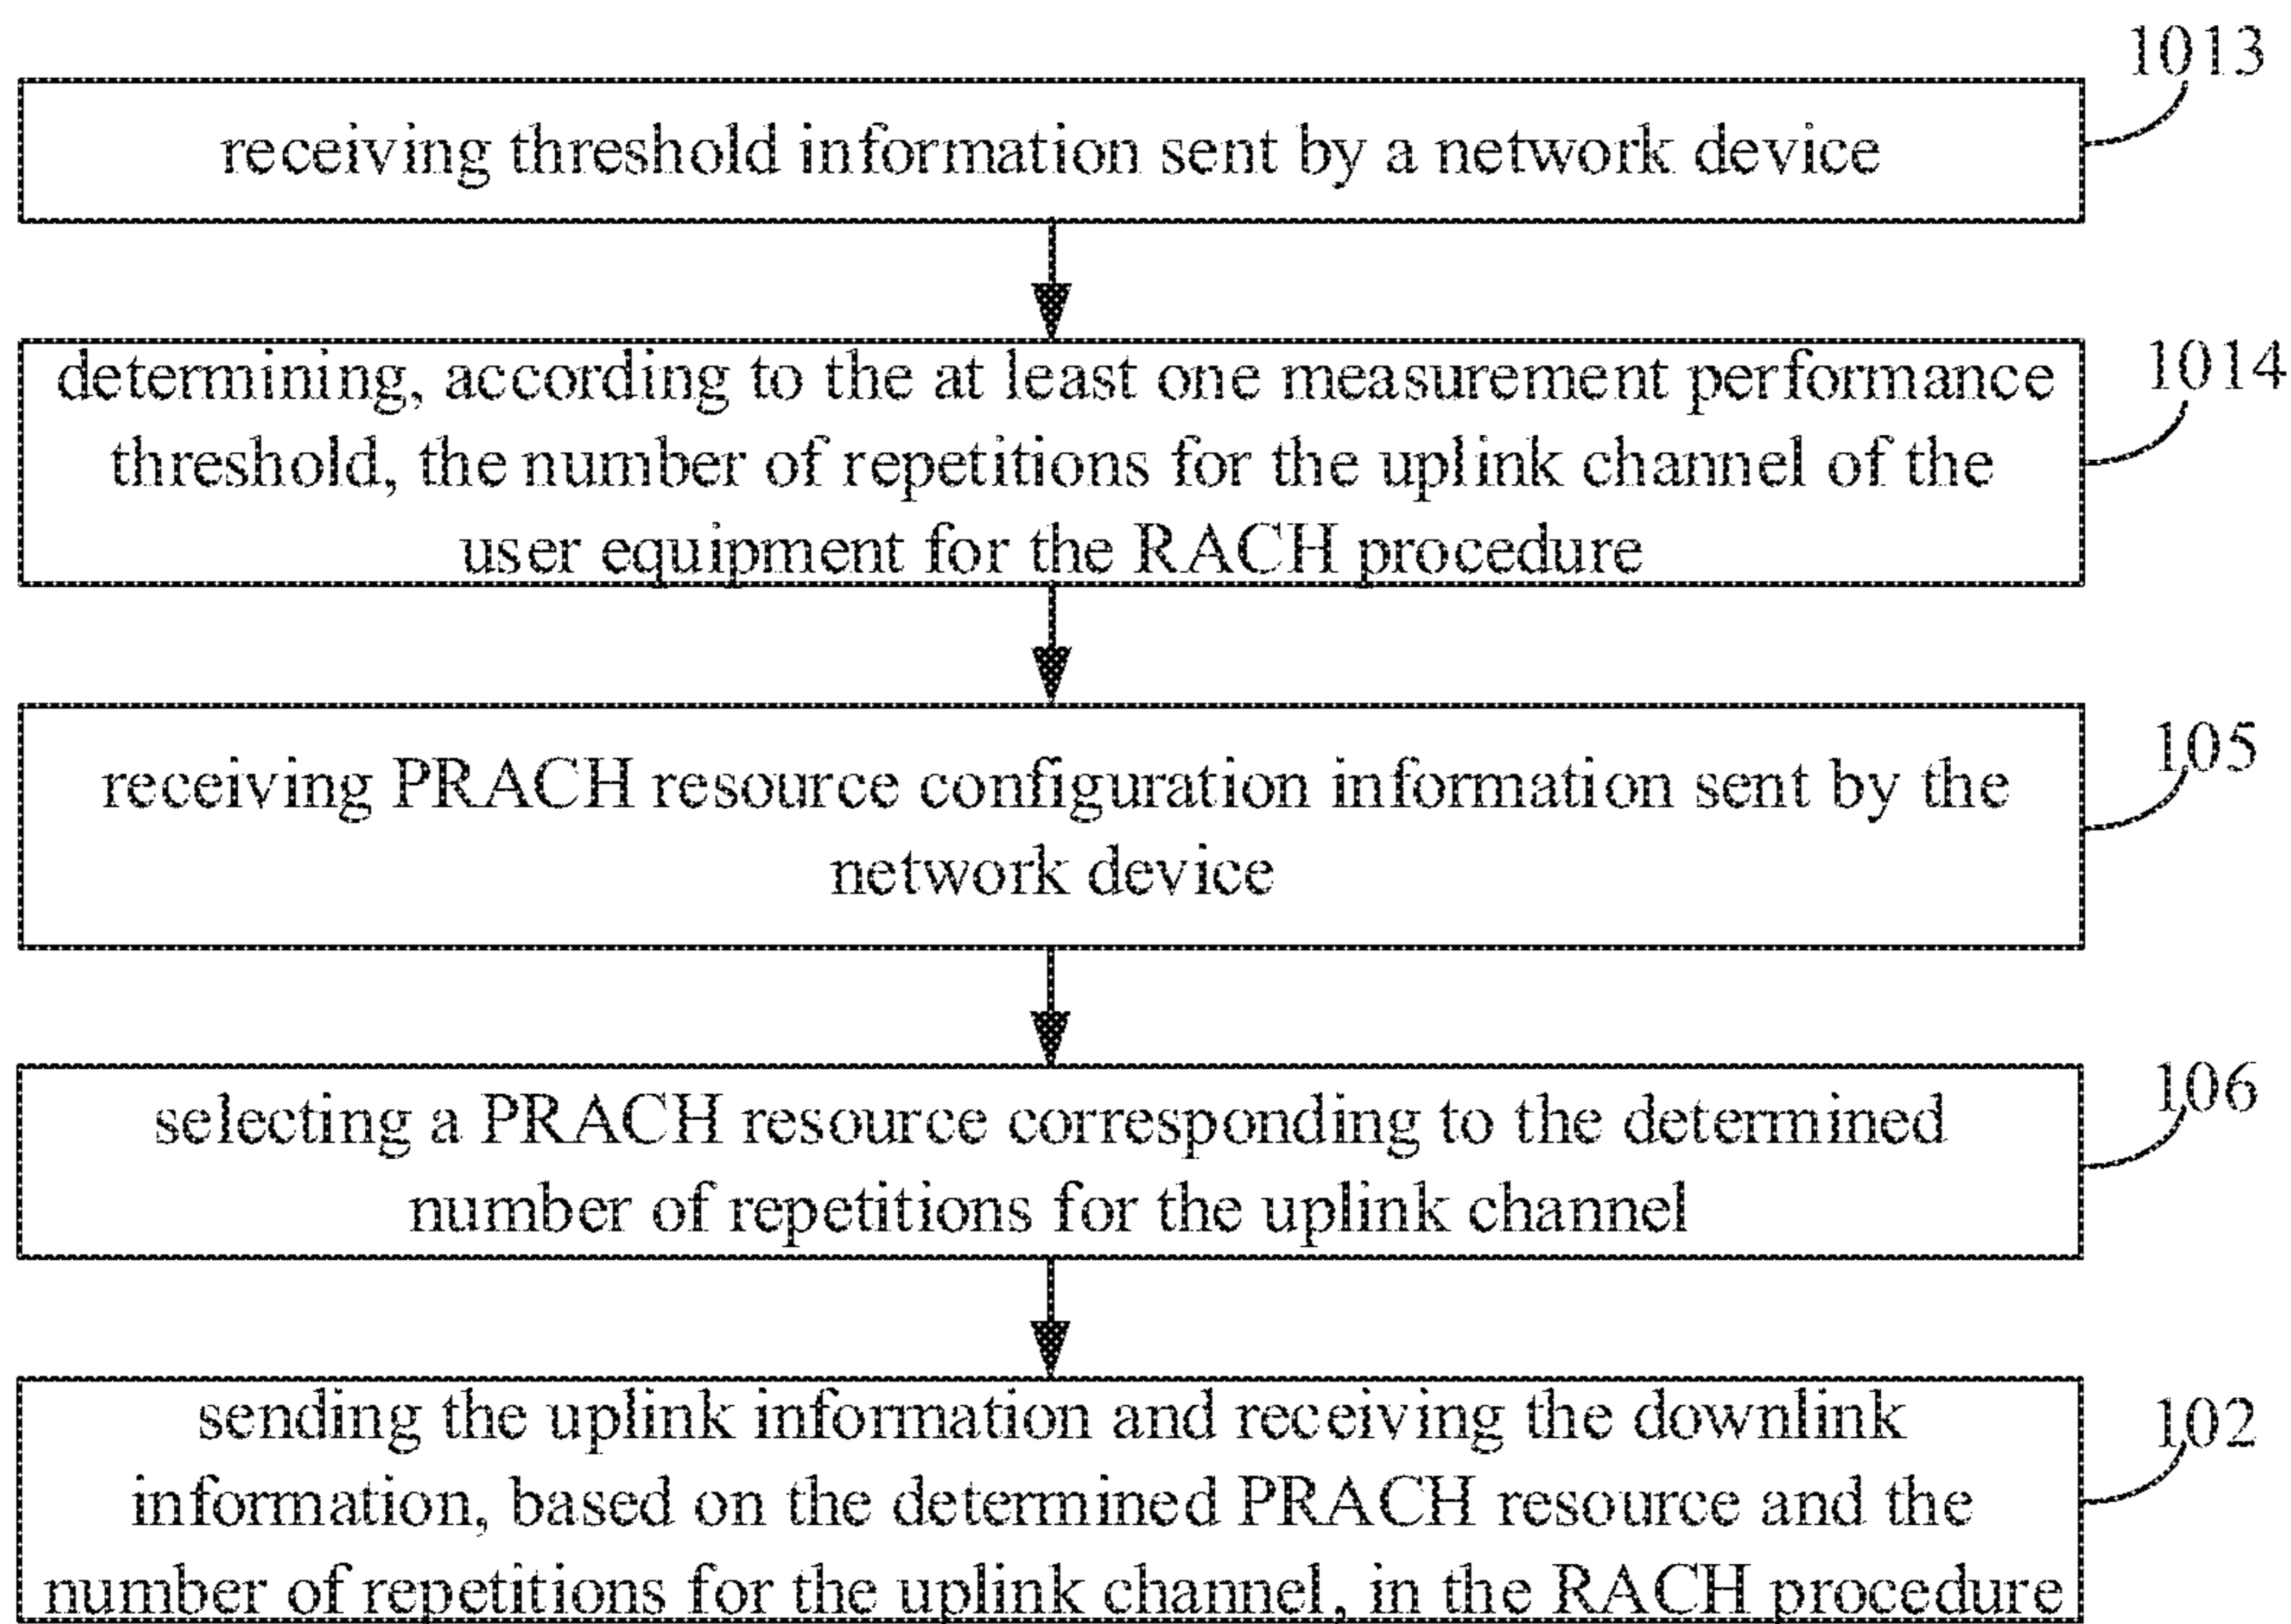 1013
receiving threshold information sent by a network device
determining, according to the at least one measurement performance
1014
threshold, the number of repetitions for the uplink channel of the
user equipment for the RACH procedure
105
receiving PRACH resource configuration information sent by the
network device
106
selecting a PRACH resource corresponding to the determined
number of repetitions for the uplink channel
sending the uplink information and receiving the downlink
102
information, based on the determined PRACH resource and the
number of repetitions for the uplink channel, in the RACH procedure